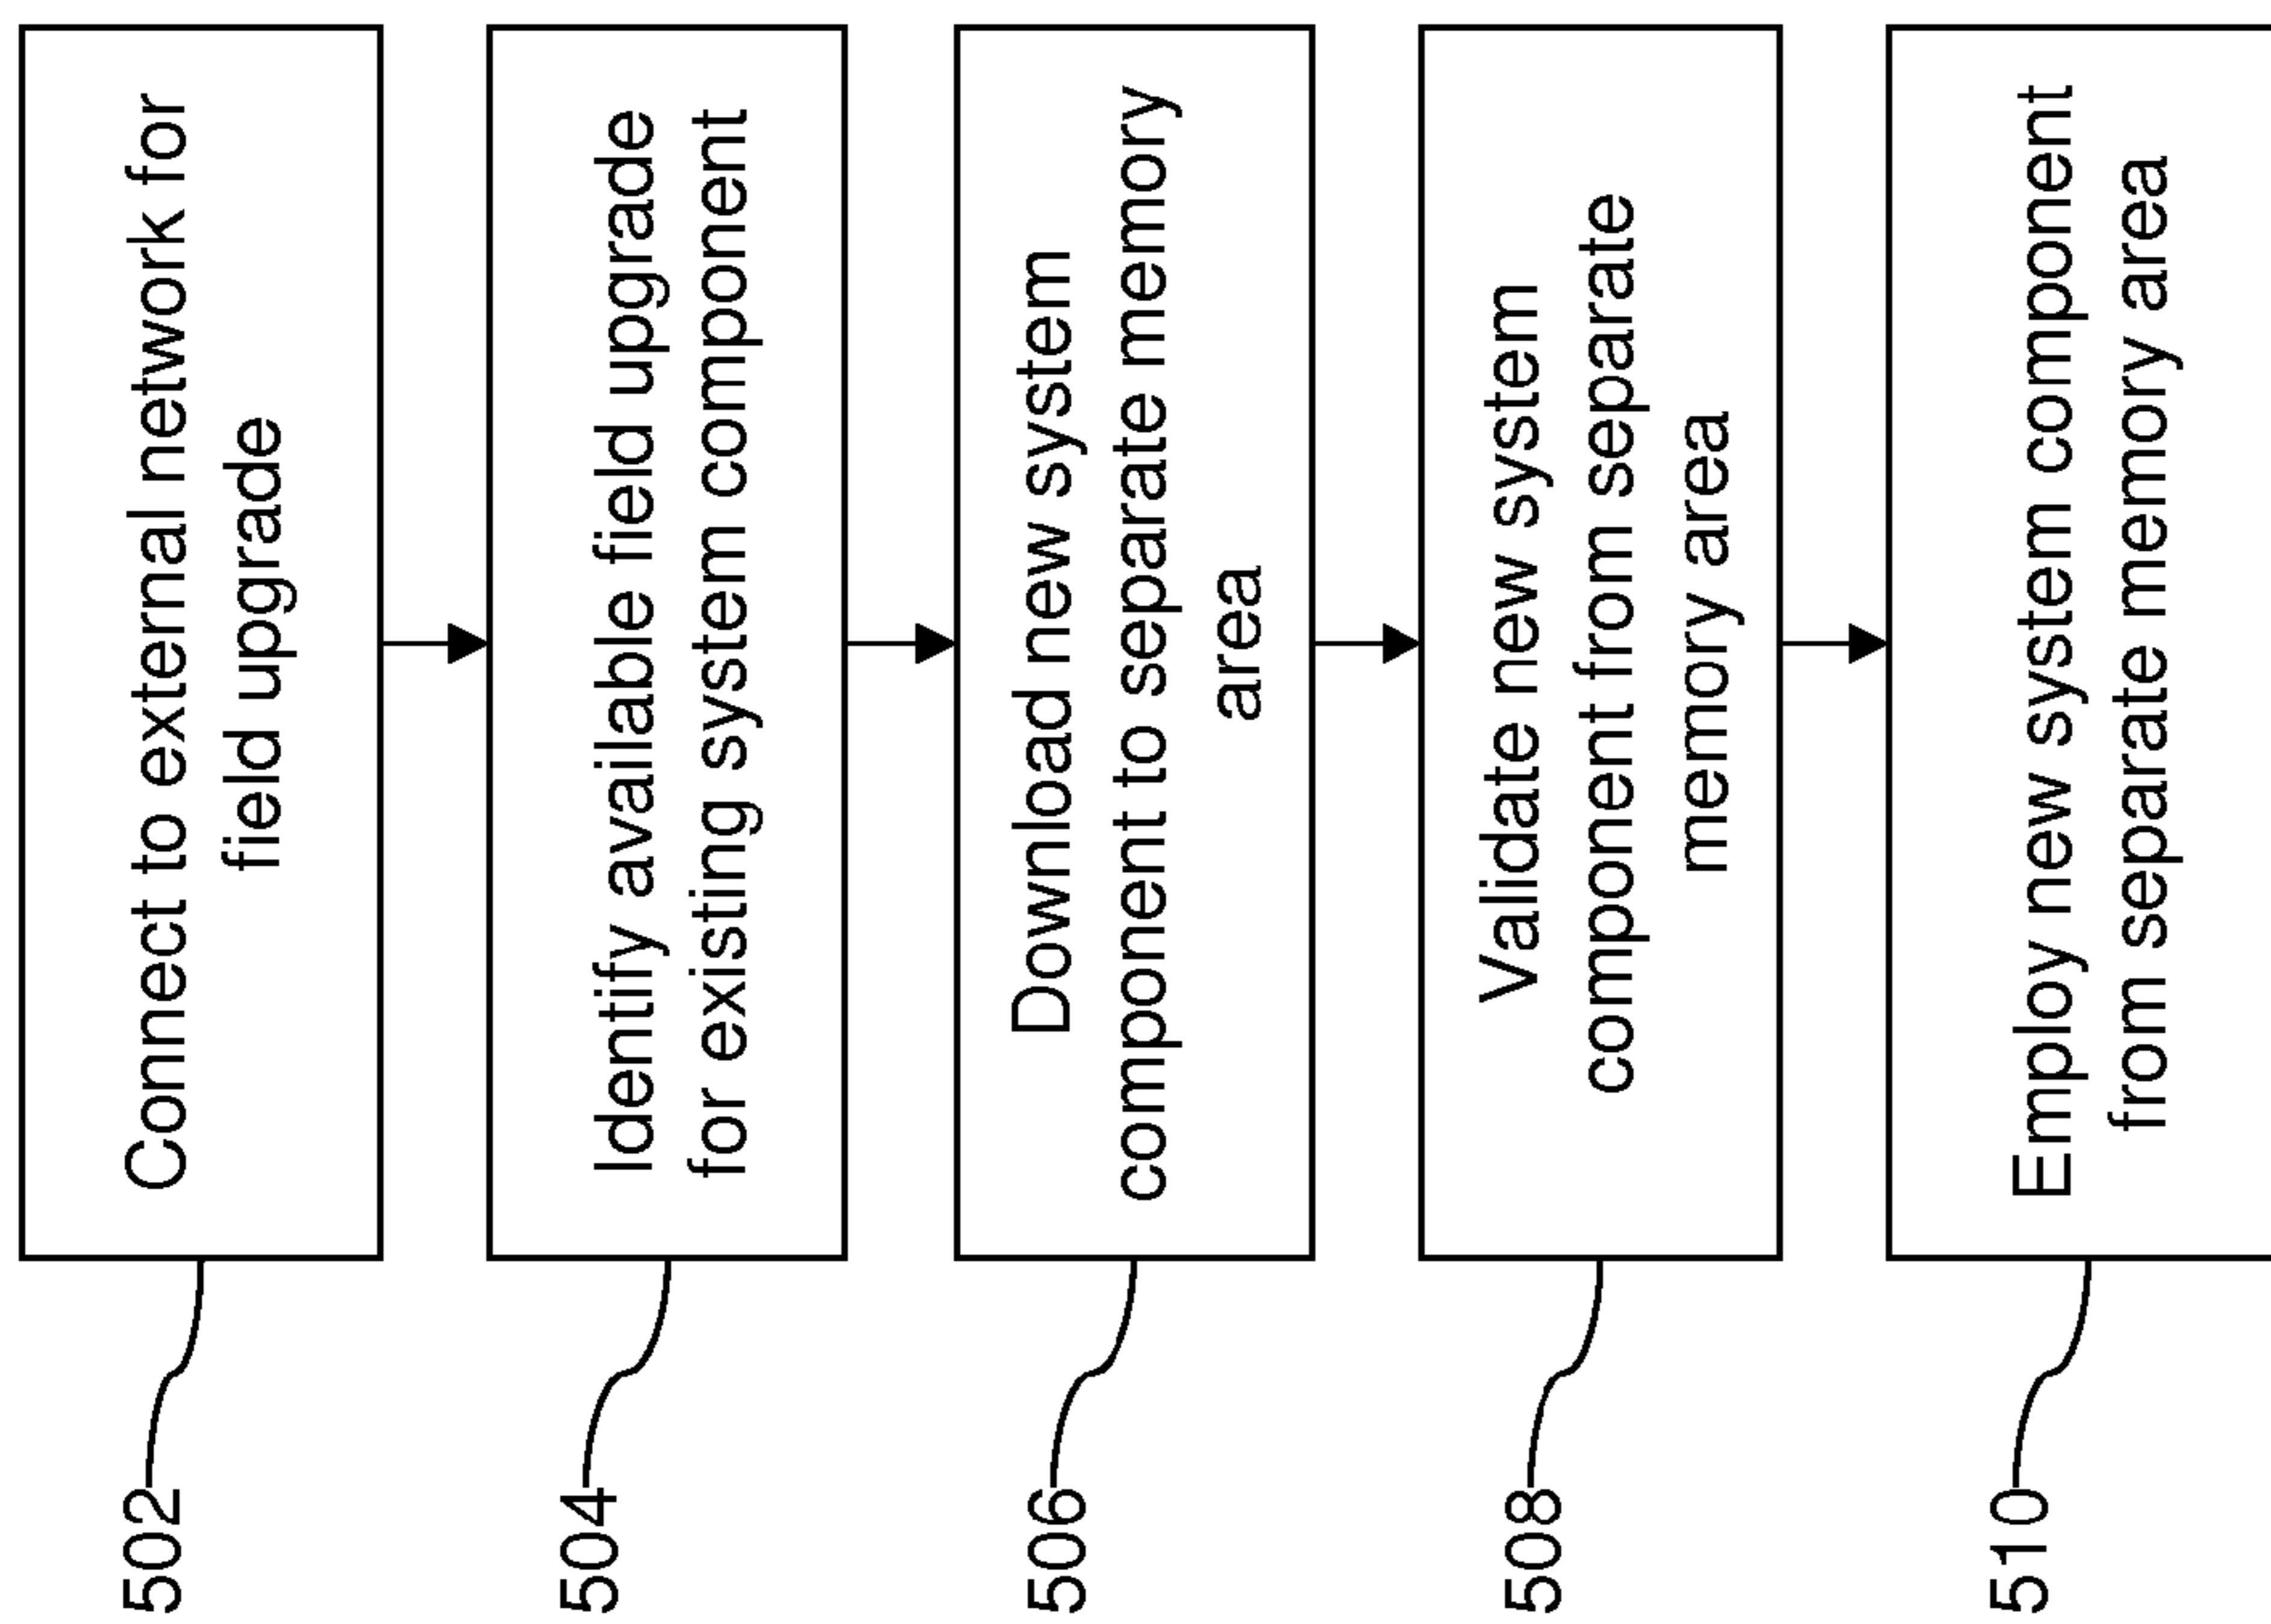 502
Connect to external network for
field upgrade
504
Identify available field upgrade
for existing system component
506
Download new system
component to separate memory
area
508
Validate new system
component from separate
memory area
510
Employ new system component
from separate memory area